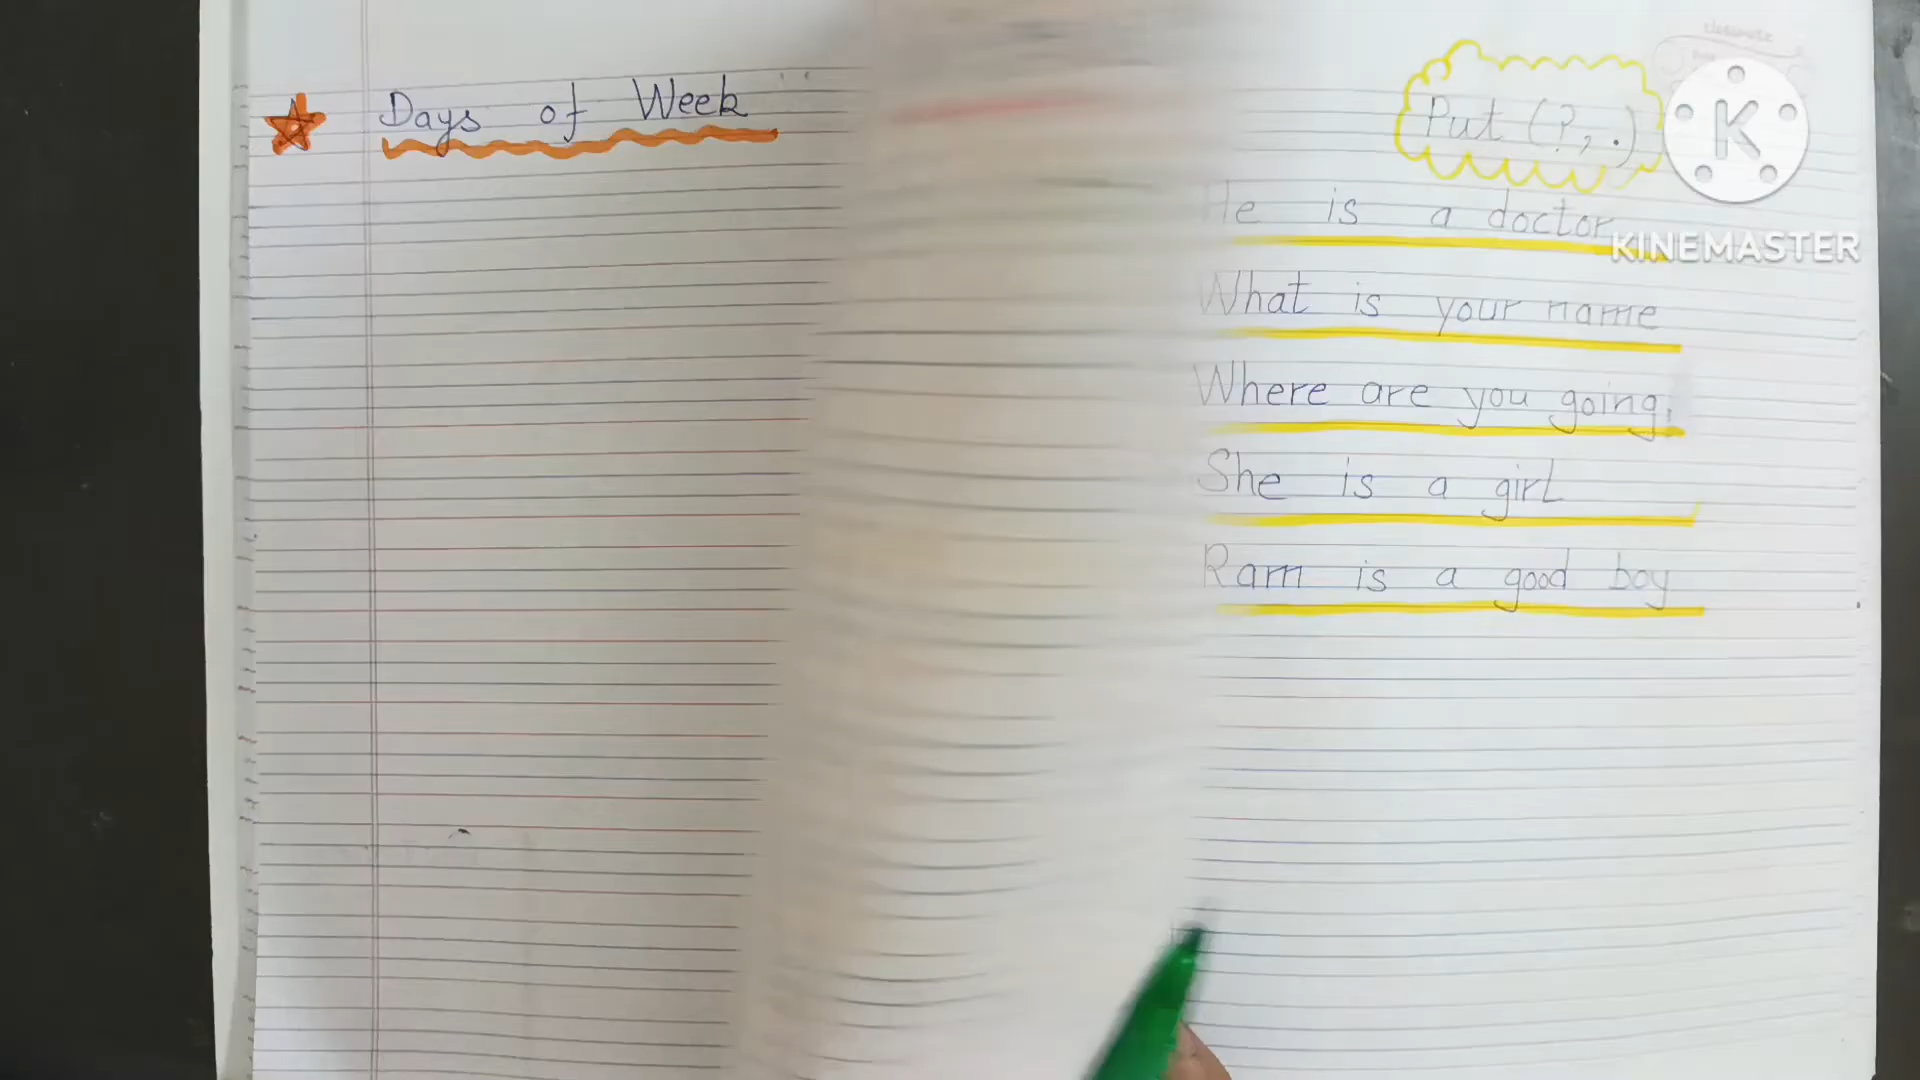 Days of Week
Put (?, .)
He is a doctor
What is your name
Where are you going.
She is a girl
Ram is a good boy
K
KINEMASTER